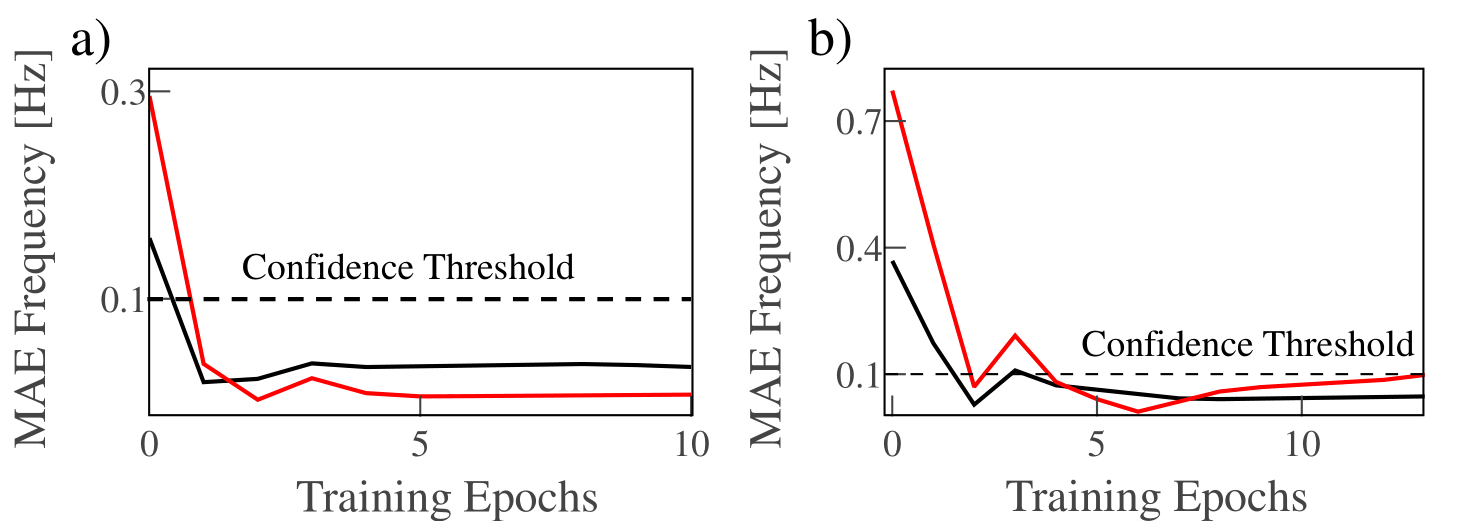 a)
MAE Frequency [Hz]
0.3
0.1
Confidence Threshold
0
5
10
Training Epochs
b)
MAE Frequency [Hz]
0.7
0.4
0.1
Confidence Threshold
0
5
10
Training Epochs